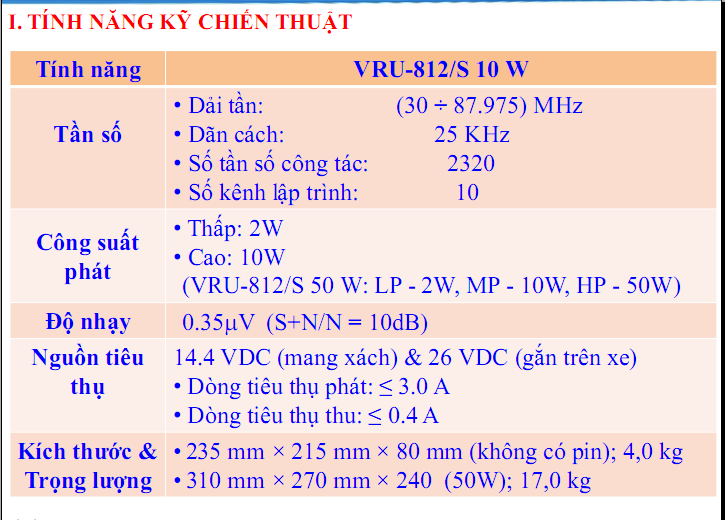 I. TÍNH NĂNG KỸ CHIẾN THUẬT
Tính năng VRU-812/S 10 W
Tần số
• Dải tần: (30 ÷ 87.975) MHz
• Dãn cách: 25 KHz
• Số tần số công tác: 2320
• Số kênh lập trình: 10
Công suất
phát
• Thấp: 2W
• Cao: 10W
(VRU-812/S 50 W: LP - 2W, MP - 10W, HP - 50W)
Độ nhạy 0.35µV (S+N/N = 10dB)
Nguồn tiêu
thụ
14.4 VDC (mang xách) & 26 VDC (gắn trên xe)
• Dòng tiêu thụ phát: ≤ 3.0 A
• Dòng tiêu thụ thu: ≤ 0.4 A
Kích thước &
Trọng lượng
• 235 mm × 215 mm × 80 mm (không có pin); 4,0 kg
• 310 mm × 270 mm × 240 (50W); 17,0 kg